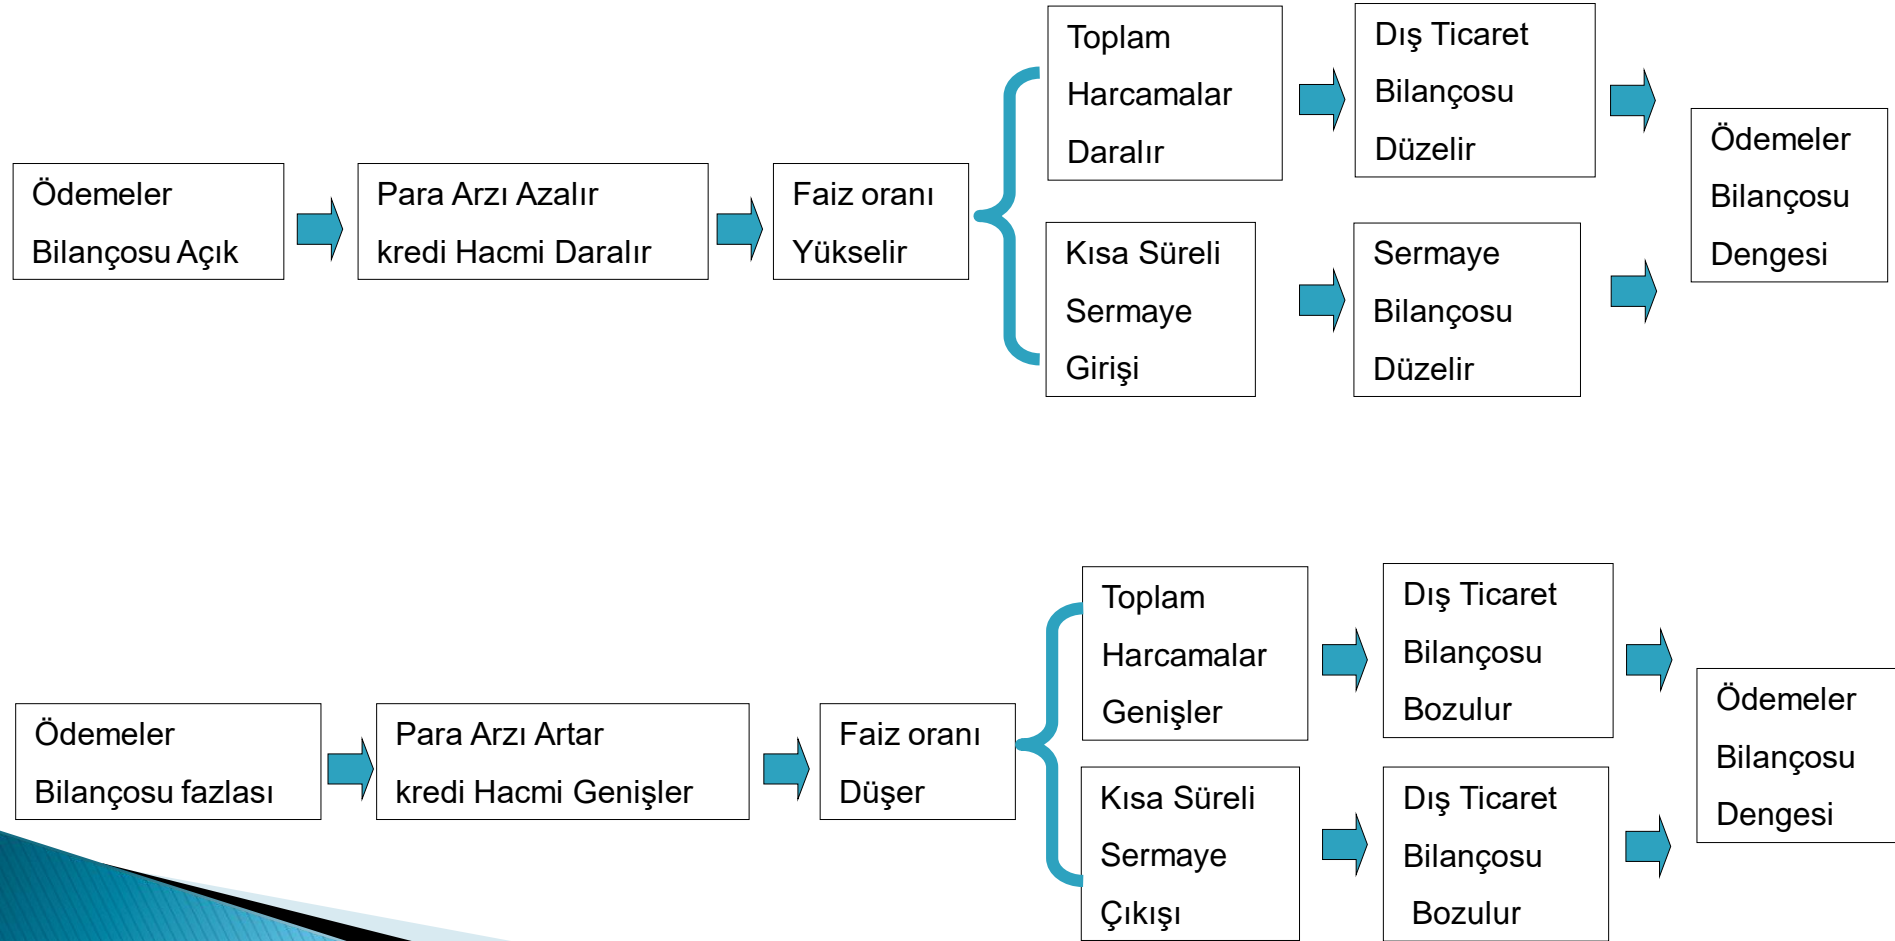 Ödemeler
Bilançosu Açık
Para Arzı Azalır
kredi Hacmi Daralır
Faiz oranı
Yükselir
Toplam
Harcamalar
Daralır
Dış Ticaret
Bilançosu
Düzelir
Kısa Süreli
Sermaye
Girişi
Sermaye
Bilançosu
Düzelir
Ödemeler
Bilançosu
Dengesi
Ödemeler
Bilançosu fazlası
Para Arzı Artar
kredi Hacmi Genişler
Faiz oranı
Düşer
Toplam
Harcamalar
Genişler
Dış Ticaret
Bilançosu
Bozulur
Kısa Süreli
Sermaye
Çıkışı
Dış Ticaret
Bilançosu
Bozulur
Ödemeler
Bilançosu
Dengesi